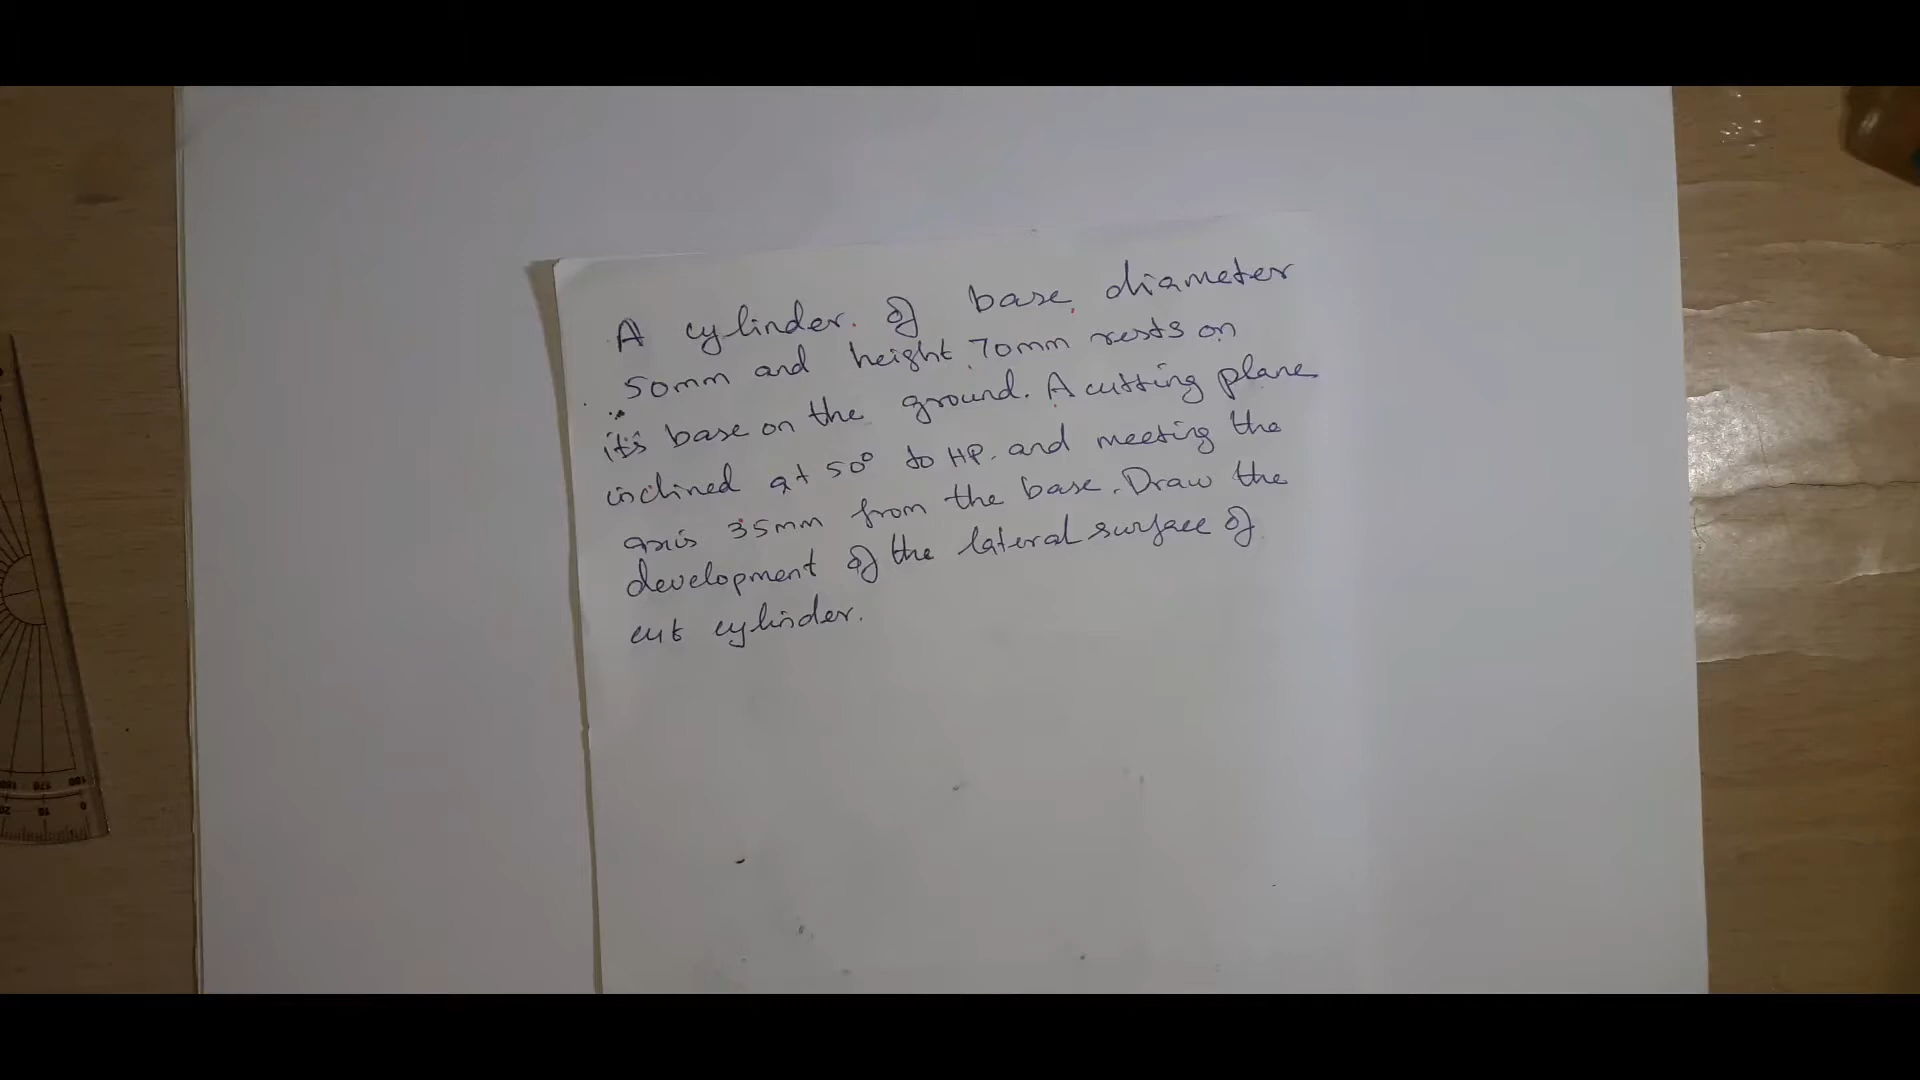 A cylinder of base diameter
50mm and height 70mm rests on
it's base on the ground. A cutting plane
inclined at 50° to HP. and meeting the
axis 35mm from the base. Draw the
development of the lateral surface of
cut cylinder.